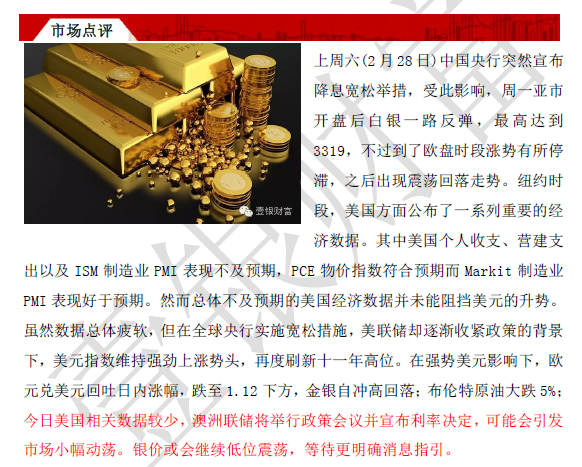 市场点评
上周六(2月28日)中国央行突然宣布
降息宽松举措，受此影响，周一亚市
开盘后白银一路反弹，最高达到
3319，不过到了欧盘时段涨势有所停
滞，之后出现震荡回落走势。纽约时
段，美国方面公布了一系列重要的经
济数据。其中美国个人收支、营建支
出以及 ISM 制造业 PMI 表现不及预期，PCE 物价指数符合预期而 Markit 制造业
PMI 表现好于预期。然而总体不及预期的美国经济数据并未能阻挡美元的升势。
虽然数据总体疲软，但在全球央行实施宽松措施，美联储却逐渐收紧政策的背景
下，美元指数维持强劲上涨势头，再度刷新十一年高位。在强势美元影响下，欧
元兑美元回吐日内涨幅，跌至 1.12 下方，金银自冲高回落；布伦特原油大跌 5%；
今日美国相关数据较少，澳洲联储将举行政策会议并宣布利率决定，可能会引发
市场小幅动荡。银价或会继续低位震荡，等待更明确消息指引。
壹银财富
壹银财富